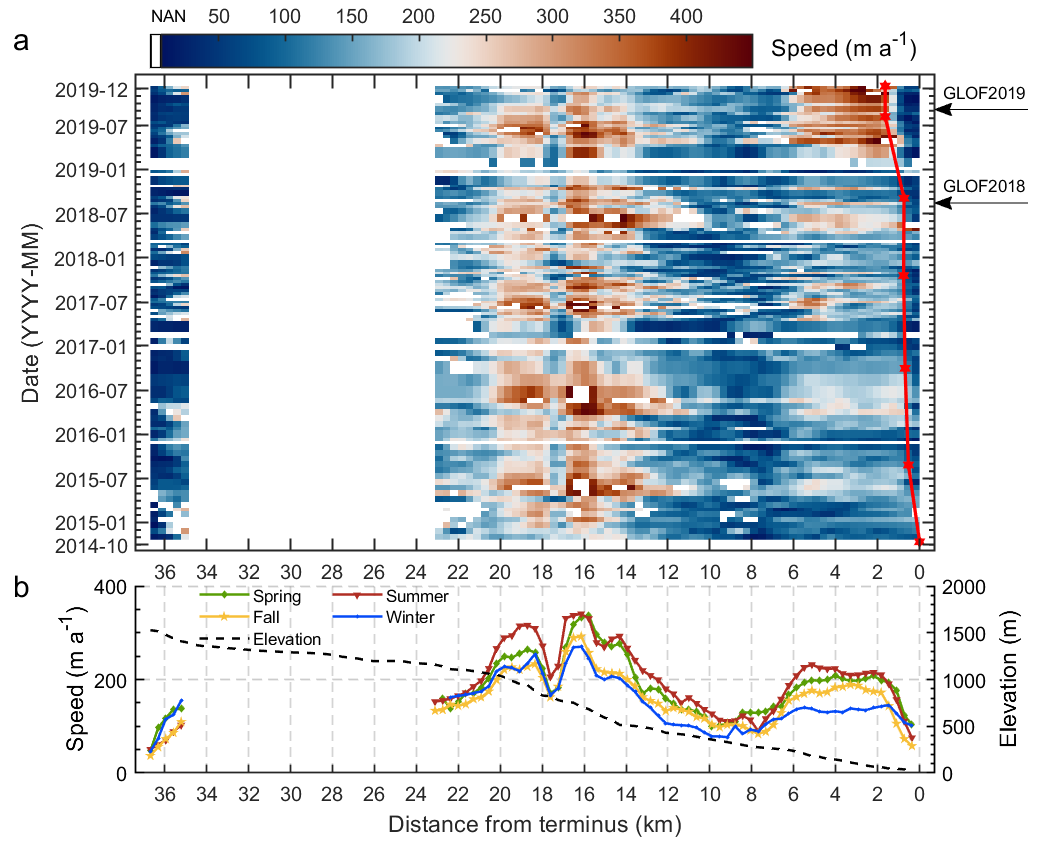 NAN 50 100 150 200 250 300 350 400
a
Speed (m a-1)
Date (YYYY-MM)
2019-12
2019-07
2019-01
2018-07
2018-01
2017-07
2017-01
2016-07
2016-01
2015-07
2015-01
2014-10
GLOF2019
GLOF2018
36 34 32 30 28 26 24 22 20 18 16 14 12 10 8 6 4 2 0
b
Speed (m a-1)
400
200
0
Spring Summer
Fall Winter
Elevation
2000
1500
1000
500
0
Elevation (m)
36 34 32 30 28 26 24 22 20 18 16 14 12 10 8 6 4 2 0
Distance from terminus (km)